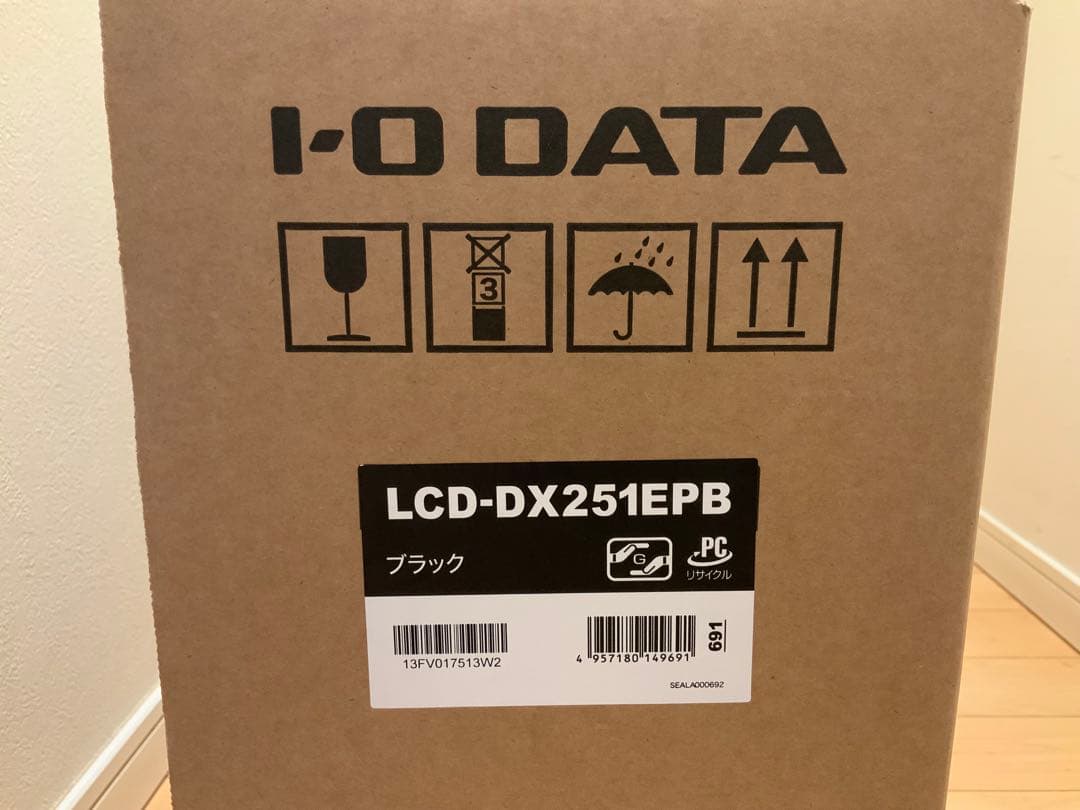 I-O DATA
3
LCD-DX251EPB
ブラック
G
PC
リサイクル
13FV017513W2
4 957180 149691
691
SEALA000692